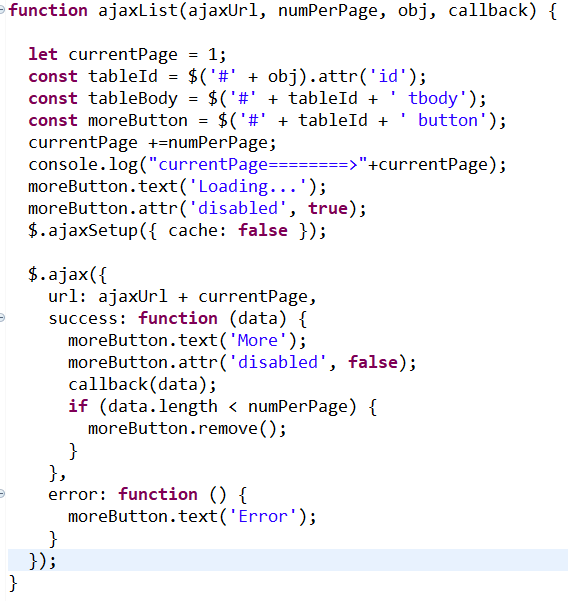 function ajaxList(ajaxUrl, numPerPage, obj, callback) {
let currentPage = 1;
const tableId = $('#' + obj).attr('id');
const tableBody = $('#' + tableId + ' tbody');
const moreButton = $('#' + tableId + ' button');
currentPage +=numPerPage;
console.log("currentPage========>"+currentPage);
moreButton.text('Loading...');
moreButton.attr('disabled', true);
$.ajaxSetup({ cache: false });
$.ajax({
url: ajaxUrl + currentPage,
success: function (data) {
moreButton.text('More');
moreButton.attr('disabled', false);
callback(data);
if (data.length < numPerPage) {
moreButton.remove();
}
},
error: function () {
moreButton.text('Error');
}
});
}